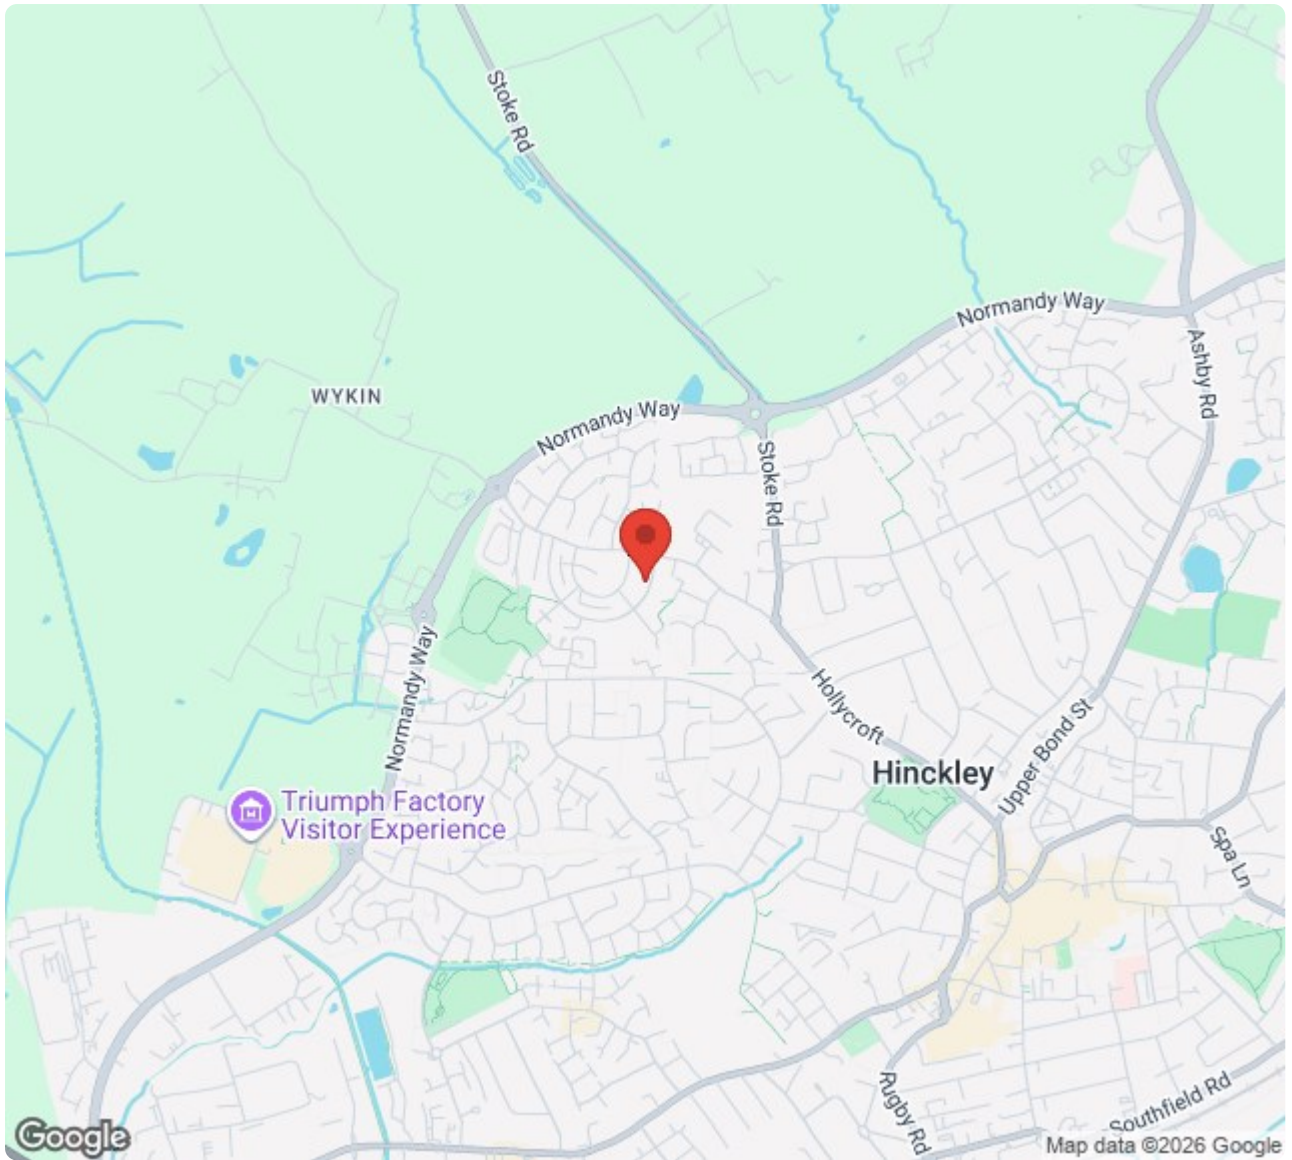 Stoke Rd
Normandy Way
Ashby Rd
WYKIN
Normandy Way
Stoke Rd
Normandy Way
Hollycroft
Upper Bond St
Hinckley
Triumph Factory
Visitor Experience
Spa Ln
Rugby Rd
Southfield Rd
Google
Map data ©2026 Google